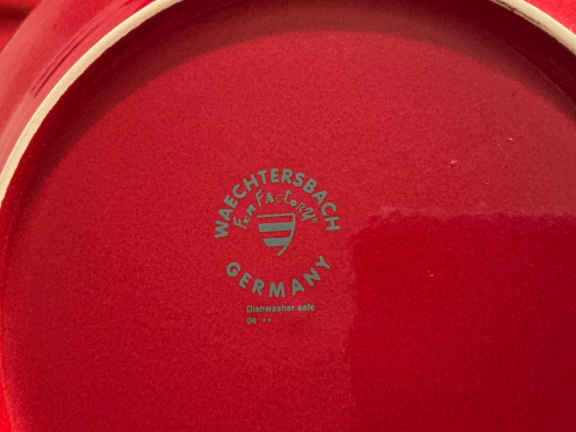 WAECHTERSBACH
Fun Factory
GERMANY
Dishwasher safe